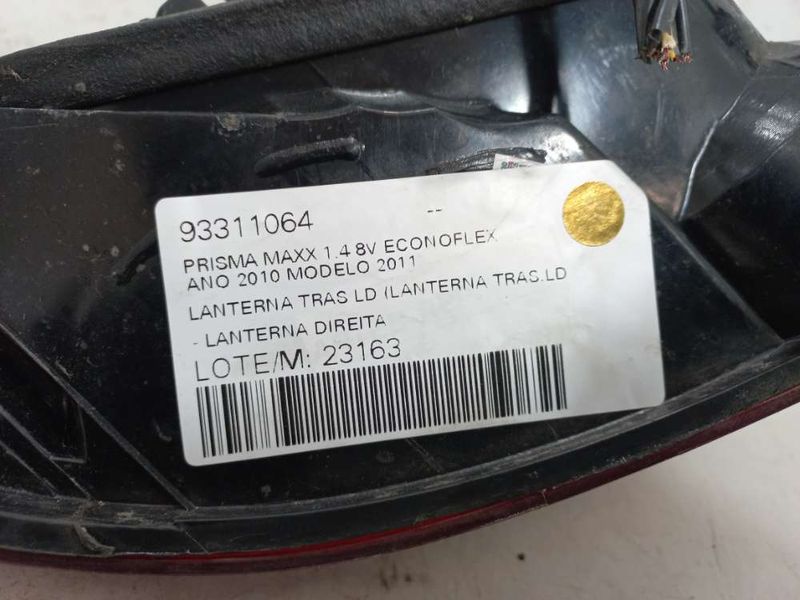 93311064 --
PRISMA MAXX 1.4 8V ECONOFLEX
ANO 2010 MODELO 2011
LANTERNA TRAS LD (LANTERNA TRAS.LD
- LANTERNA DIREITA
LOTE/M: 23163